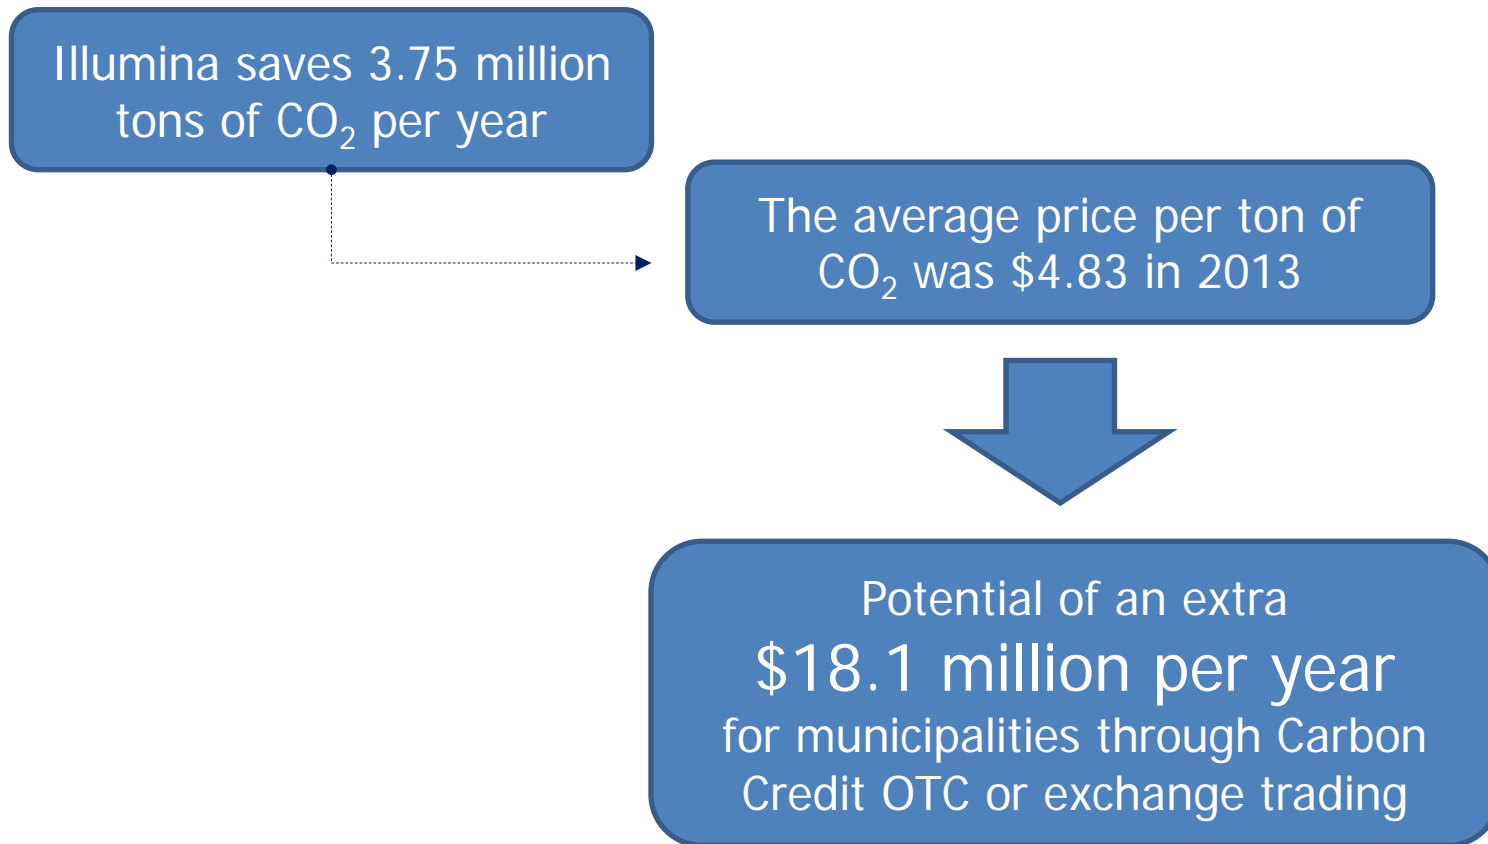 Illumina saves 3.75 million
tons of CO₂ per year
The average price per ton of
CO₂ was $4.83 in 2013
Potential of an extra
$18.1 million per year
for municipalities through Carbon
Credit OTC or exchange trading